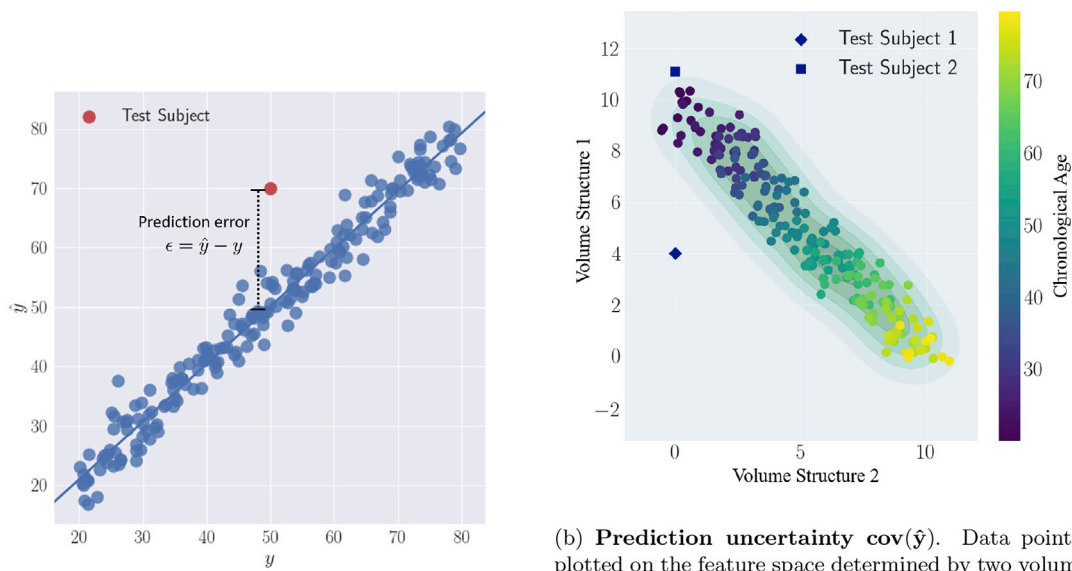 Test Subject
Prediction error
ϵ = ŷ − y
80
70
60
50
40
30
20
ŷ
20
30
40
50
60
70
80
y
Test Subject 1
Test Subject 2
12
10
8
6
4
2
0
−2
Volume Structure 1
0
5
10
Volume Structure 2
70
60
50
40
30
Chronological Age
(b) Prediction uncertainty cov(ŷ). Data point
plotted on the feature space determined by two volum